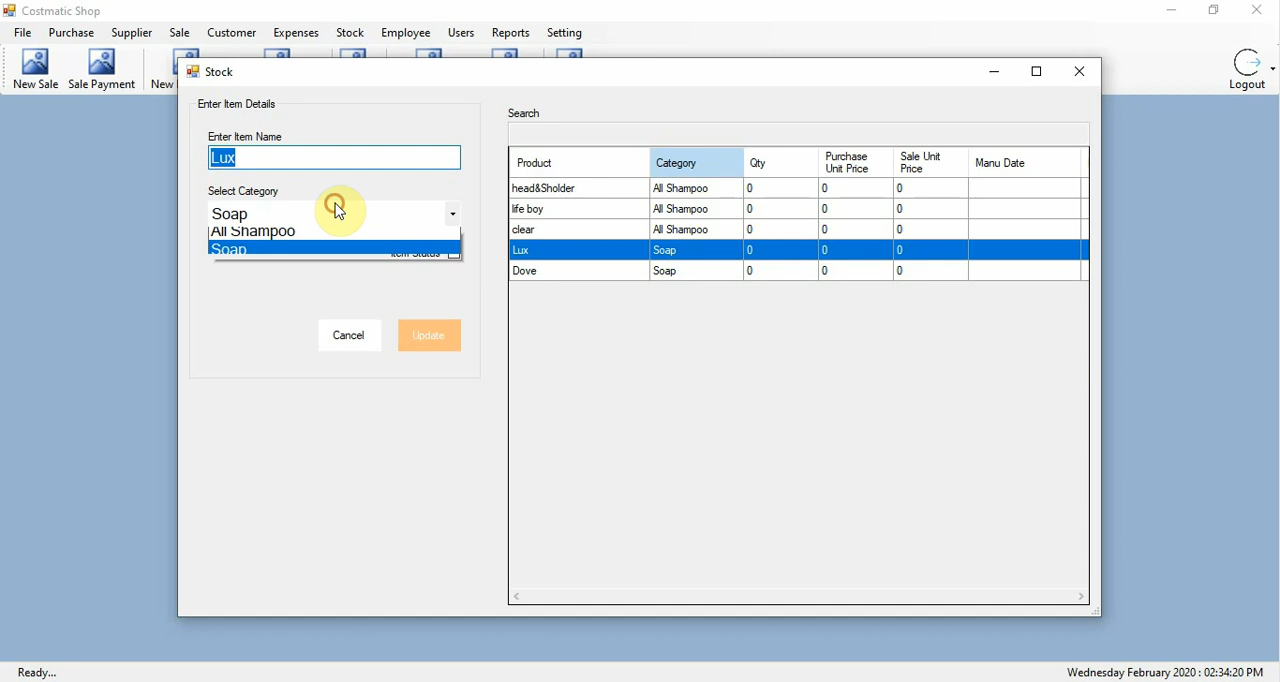 Costmatic Shop
File Purchase Supplier Sale Customer Expenses Stock Employee Users Reports Setting
New Sale Sale Payment New
Logout
Stock
Enter Item Details
Enter Item Name
Lux
Select Category
Soap
All Shampoo
Soap
Item Status
Cancel Update
Search
Product Category Qty Purchase Unit Price Sale Unit Price Manu Date
head&Sholder All Shampoo 0 0 0
life boy All Shampoo 0 0 0
clear All Shampoo 0 0 0
Lux Soap 0 0 0
Dove Soap 0 0 0
Ready...
Wednesday February 2020 : 02:34:20 PM